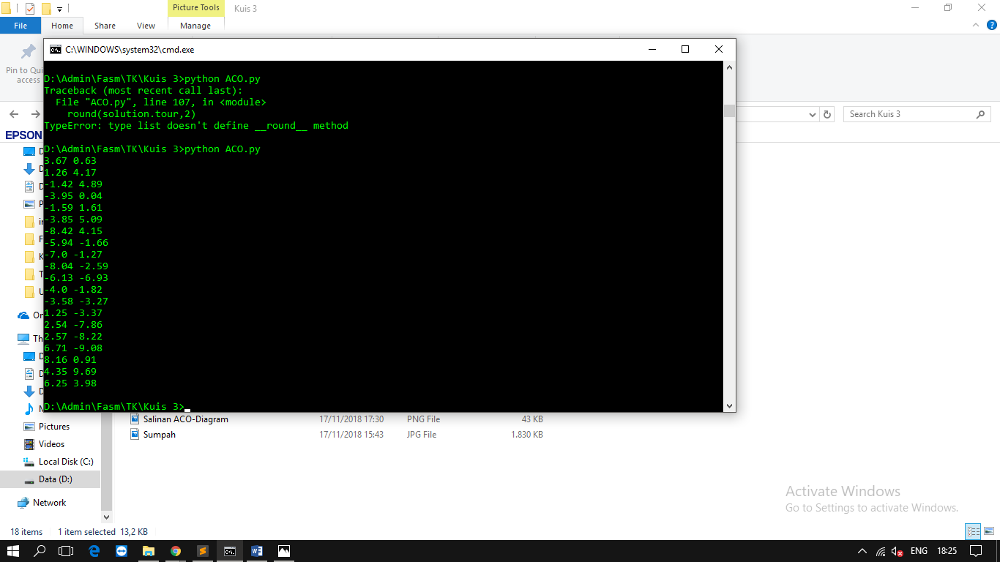 Picture Tools
Kuis 3
File
Home
Share
View
Manage
C:\WINDOWS\system32\cmd.exe
Pin to Qui
access
D:\Admin\Fasm\TK\Kuis 3>python ACO.py
Traceback (most recent call last):
  File "ACO.py", line 107, in <module>
    round(solution.tour,2)
TypeError: type list doesn't define __round__ method
Search Kuis 3
EPSON
D:\Admin\Fasm\TK\Kuis 3>python ACO.py
3.67 0.63
1.26 4.17
-1.42 4.89
-3.95 0.04
-1.59 1.61
-3.85 5.09
-8.42 4.15
-5.94 -1.66
-7.0 -1.27
-8.04 -2.59
-6.13 -6.93
-4.0 -1.82
-3.58 -3.27
1.25 -3.37
2.54 -7.86
2.57 -8.22
6.71 -9.08
8.16 0.91
4.35 9.69
6.25 3.98
D:\Admin\Fasm\TK\Kuis 3>
Salinan ACO-Diagram 17/11/2018 17:30 PNG File 43 KB
Sumpah 17/11/2018 15:43 JPG File 1.830 KB
Pictures
Videos
Local Disk (C:)
Data (D:)
Network
Activate Windows
Go to Settings to activate Windows.
18 items 1 item selected 13,2 KB
ENG 18:25